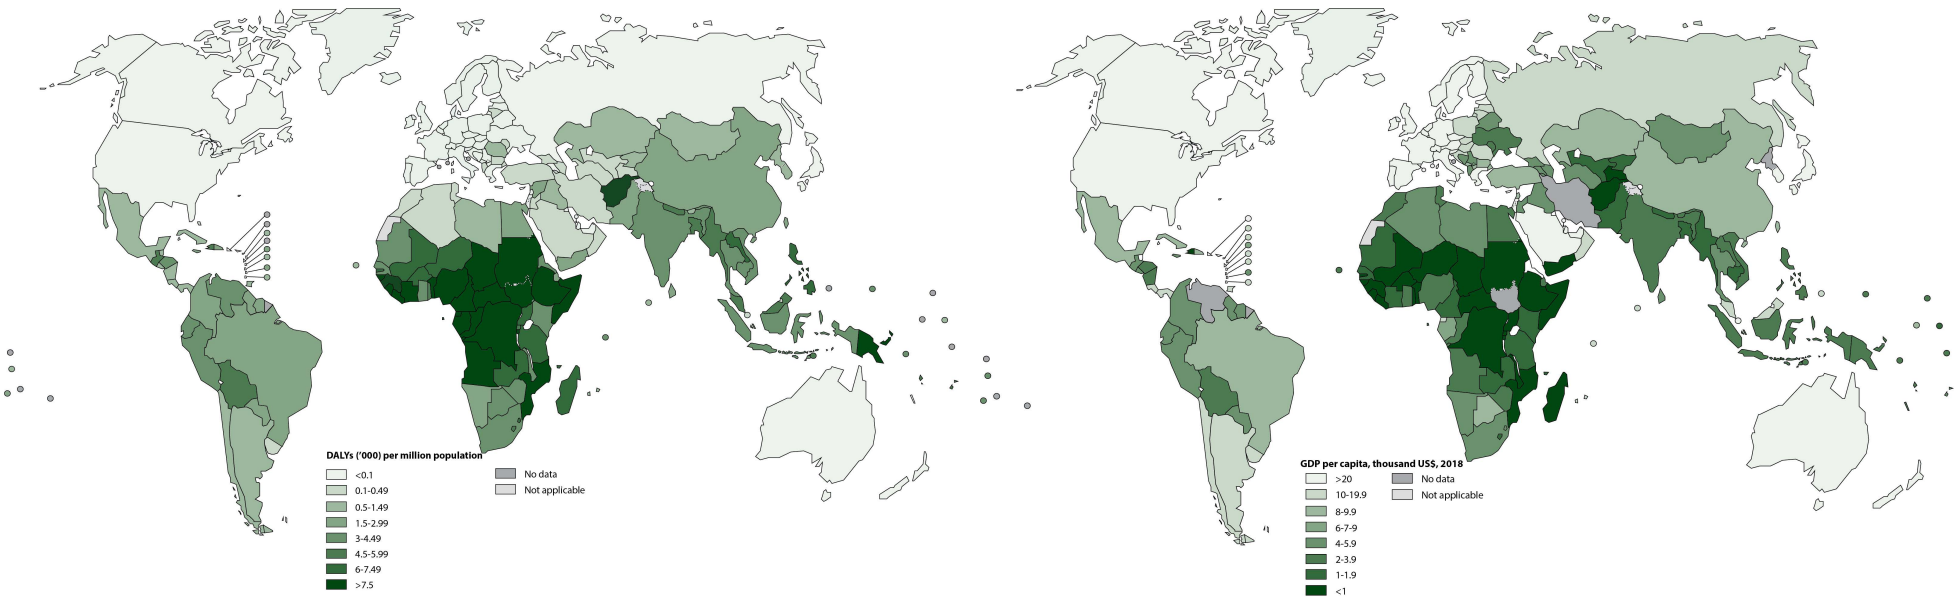 DALYs ('000) per million population
<0.1
0.1-0.49
0.5-1.49
1.5-2.99
3-4.49
4.5-5.99
6-7.49
>7.5
No data
Not applicable
GDP per capita, thousand US$, 2018
>20
10-19.9
8-9.9
6-7-9
4-5.9
2-3.9
1-1.9
<1
No data
Not applicable